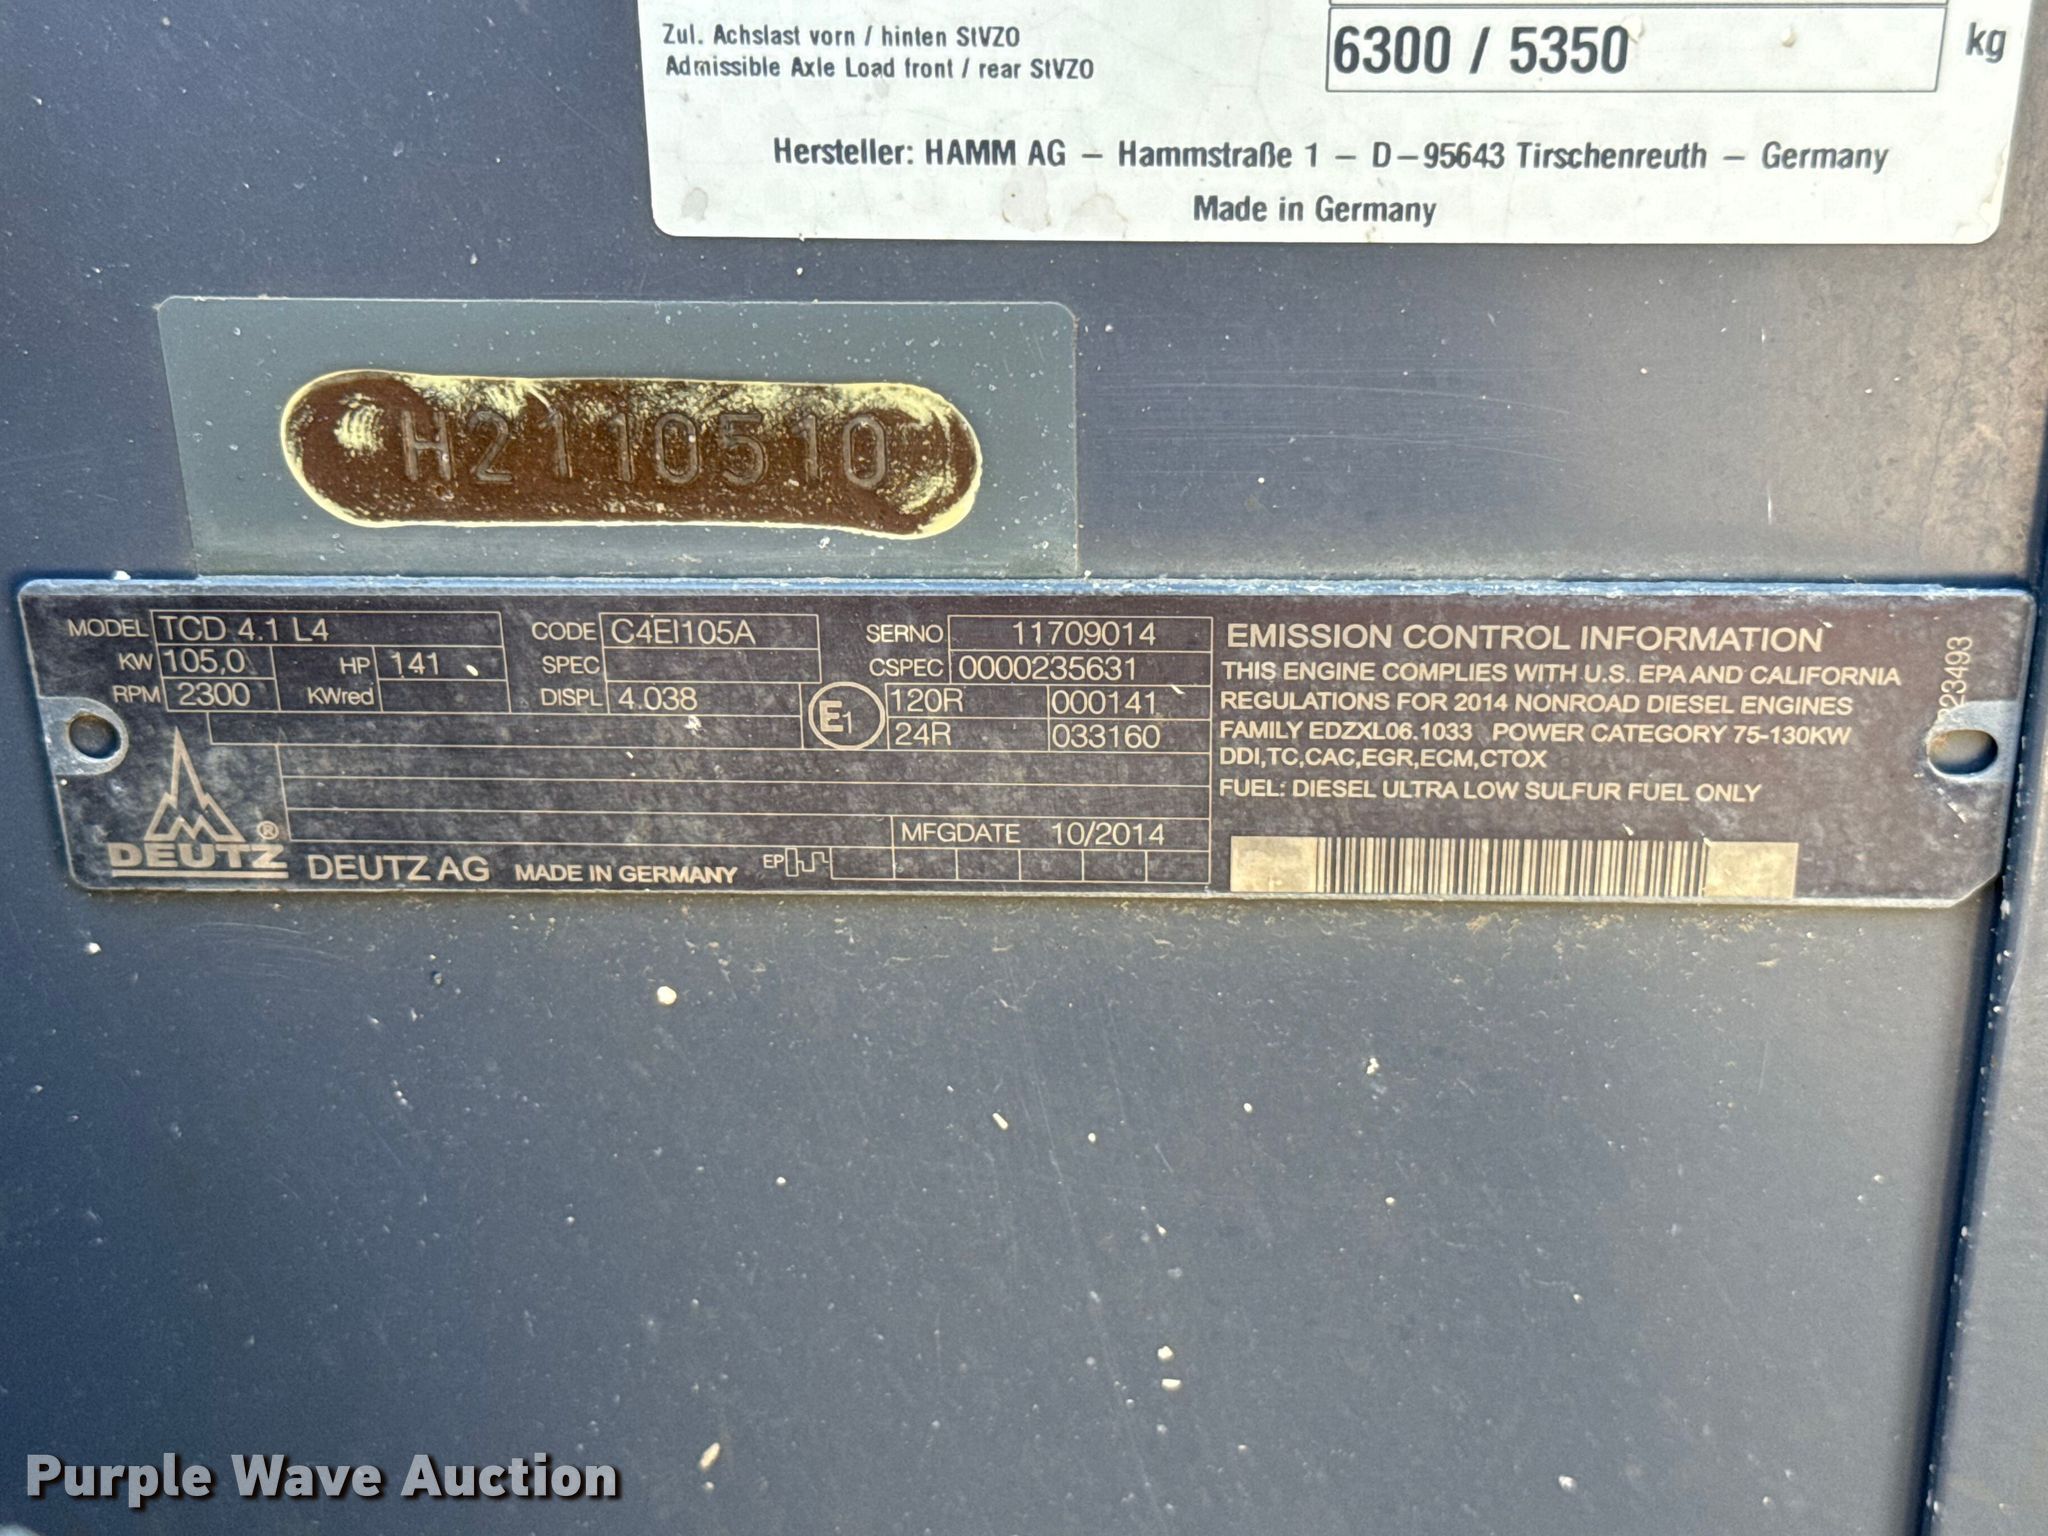 Zul. Achslast vorn / hinten StVZO
Admissible Axle Load front / rear StVZO
6300 / 5350 kg
Hersteller: HAMM AG – Hammstraße 1 – D–95643 Tirschenreuth – Germany
Made in Germany
H2110510
MODEL TCD 4.1 L4 CODE C4EI105A SERNO 11709014
KW 105,0 HP 141 SPEC CSPEC 0000235631
RPM 2300 KWred DISPL 4.038 E1 120R 000141
24R 033160
MFGDATE 10/2014
DEUTZ ® DEUTZ AG MADE IN GERMANY EP
EMISSION CONTROL INFORMATION
THIS ENGINE COMPLIES WITH U.S. EPA AND CALIFORNIA
REGULATIONS FOR 2014 NONROAD DIESEL ENGINES
FAMILY EDZXL06.1033 POWER CATEGORY 75-130KW
DDI,TC,CAC,EGR,ECM,CTOX
FUEL: DIESEL ULTRA LOW SULFUR FUEL ONLY
Purple Wave Auction